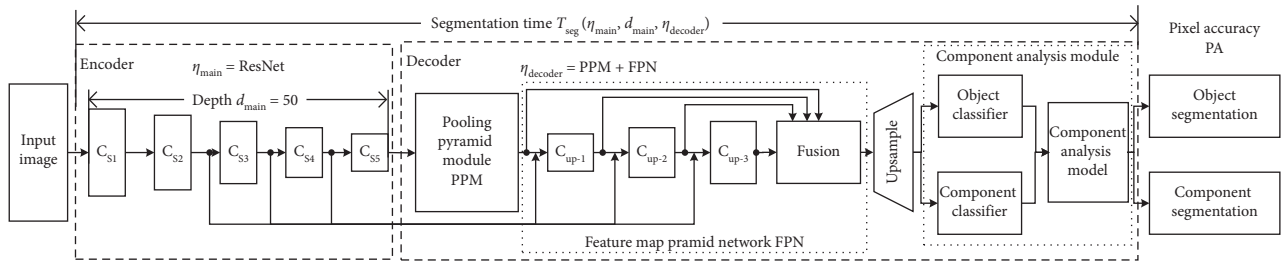 Segmentation time T_seg (η_main, d_main, η_decoder)
Pixel accuracy
PA
Encoder
η_main = ResNet
Depth d_main = 50
Input
image
C_S1
C_S2
C_S3
C_S4
C_S5
Decoder
η_decoder = PPM + FPN
Pooling
pyramid
module
PPM
C_up-1
C_up-2
C_up-3
Fusion
Feature map pramid network FPN
Upsample
Component analysis module
Object
classifier
Component
classifier
Component
analysis
model
Object
segmentation
Component
segmentation